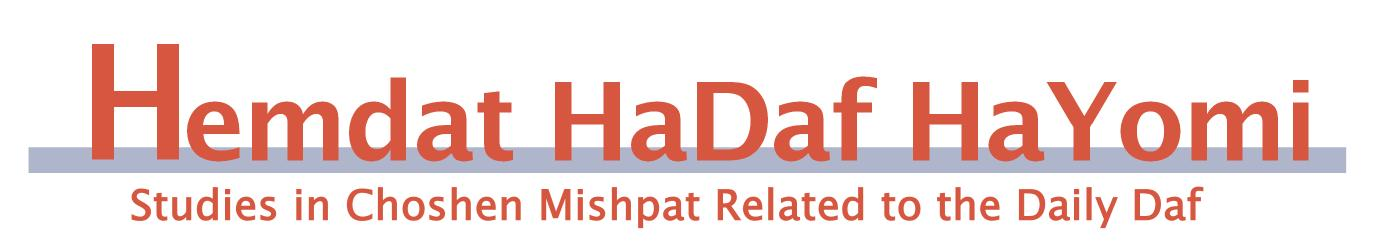 Hemdat HaDaf HaYomi
Studies in Choshen Mishpat Related to the Daily Daf